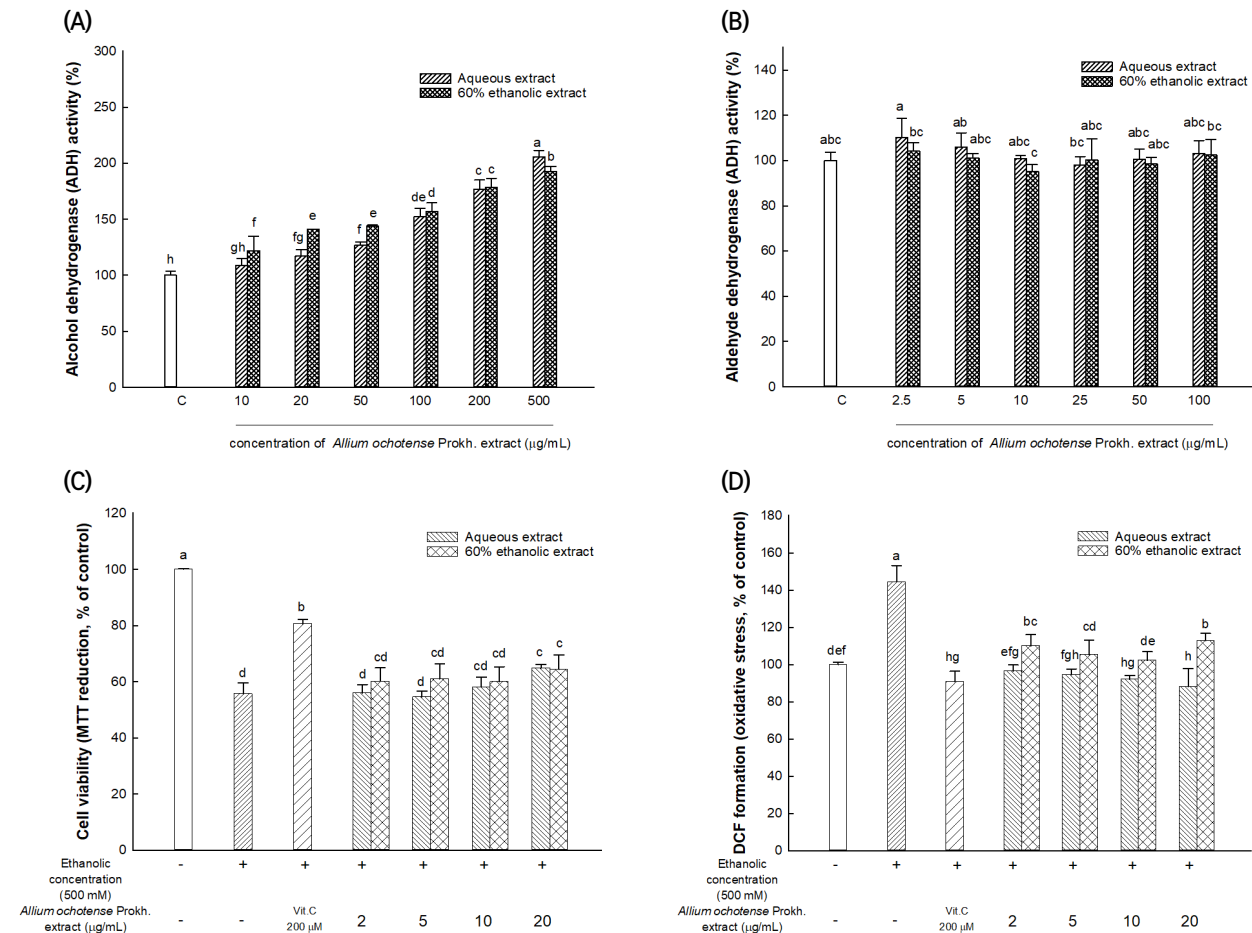 (A)
Alcohol dehydrogenase (ADH) activity (%)
300
250
200
150
100
50
0
Aqueous extract
60% ethanolic extract
h
gh
f
fg
e
f
e
de
d
c
c
a
b
C
10
20
50
100
200
500
concentration of Allium ochotense Prokh. extract (μg/mL)
(B)
Aldehyde dehydrogenase (ADH) activity (%)
140
120
100
80
60
40
20
0
Aqueous extract
60% ethanolic extract
abc
a
bc
ab
abc
abc
c
bc
abc
abc
abc
abc
bc
C
2.5
5
10
25
50
100
concentration of Allium ochotense Prokh. extract (μg/mL)
(C)
Cell viability (MTT reduction, % of control)
120
100
80
60
40
20
0
Aqueous extract
60% ethanolic extract
a
d
b
d
cd
d
cd
cd
cd
c
c
Ethanolic
concentration
(500 mM)
- + + + + + +
Allium ochotense Prokh.
extract (μg/mL)
- - Vit.C
200 μM
2 5 10 20
(D)
DCF formation (oxidative stress, % of control)
180
160
140
120
100
80
60
40
20
0
Aqueous extract
60% ethanolic extract
def
a
hg
efg
bc
fgh
cd
hg
de
h
b
Ethanolic
concentration
(500 mM)
- + + + + + +
Allium ochotense Prokh.
extract (μg/mL)
- - Vit.C
200 μM
2 5 10 20